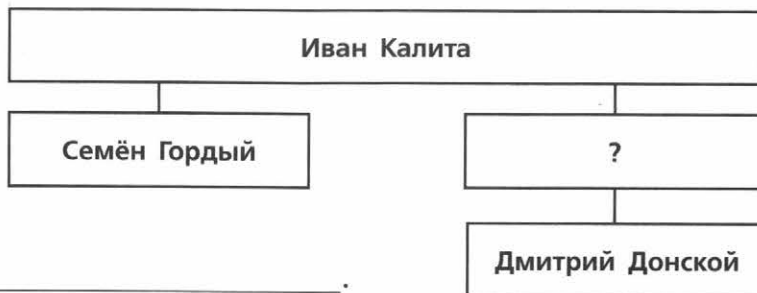 Иван Калита
Семён Гордый
?
Дмитрий Донской
.